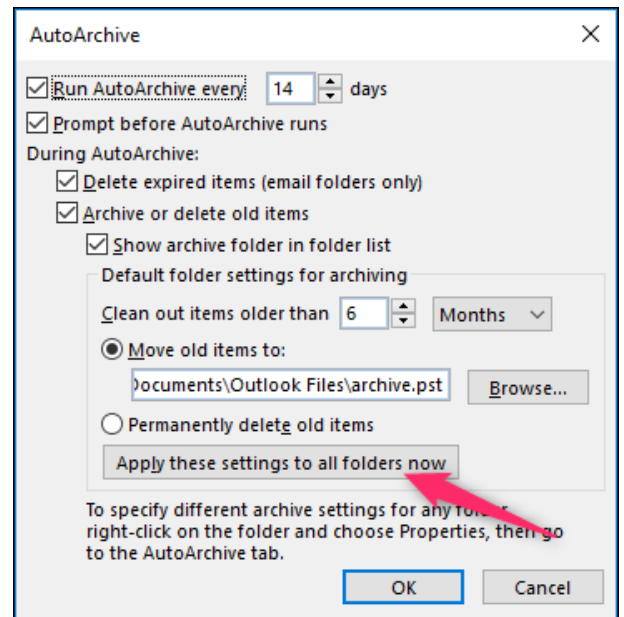 AutoArchive
Run AutoArchive every 14 days
Prompt before AutoArchive runs
During AutoArchive:
Delete expired items (email folders only)
Archive or delete old items
Show archive folder in folder list
Default folder settings for archiving
Clean out items older than 6 Months
Move old items to:
Documents\Outlook Files\archive.pst Browse...
Permanently delete old items
Apply these settings to all folders now
To specify different archive settings for any folder,
right-click on the folder and choose Properties, then go
to the AutoArchive tab.
OK Cancel